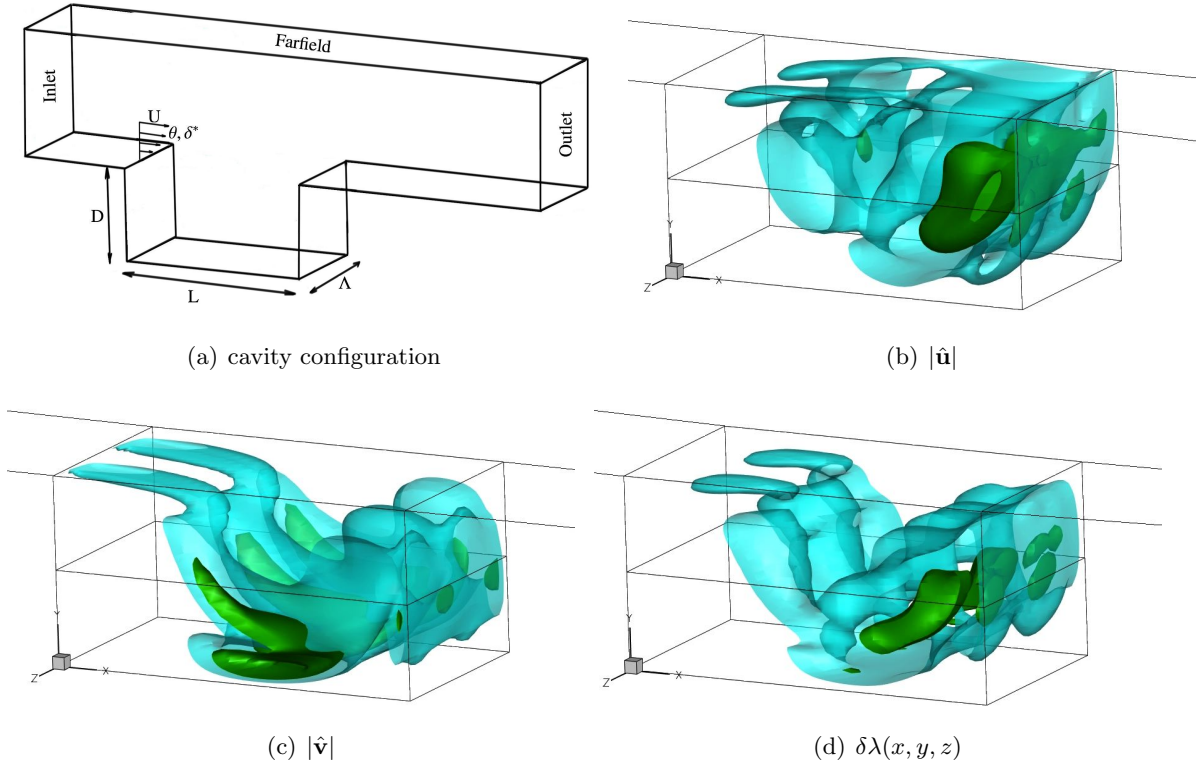 Farfield
Inlet
U
θ, δ*
Outlet
D
L
Λ
(a) cavity configuration
Y
Z
X
(b) |û|
Y
Z
X
(c) |v̂|
Y
Z
X
(d) δλ(x, y, z)